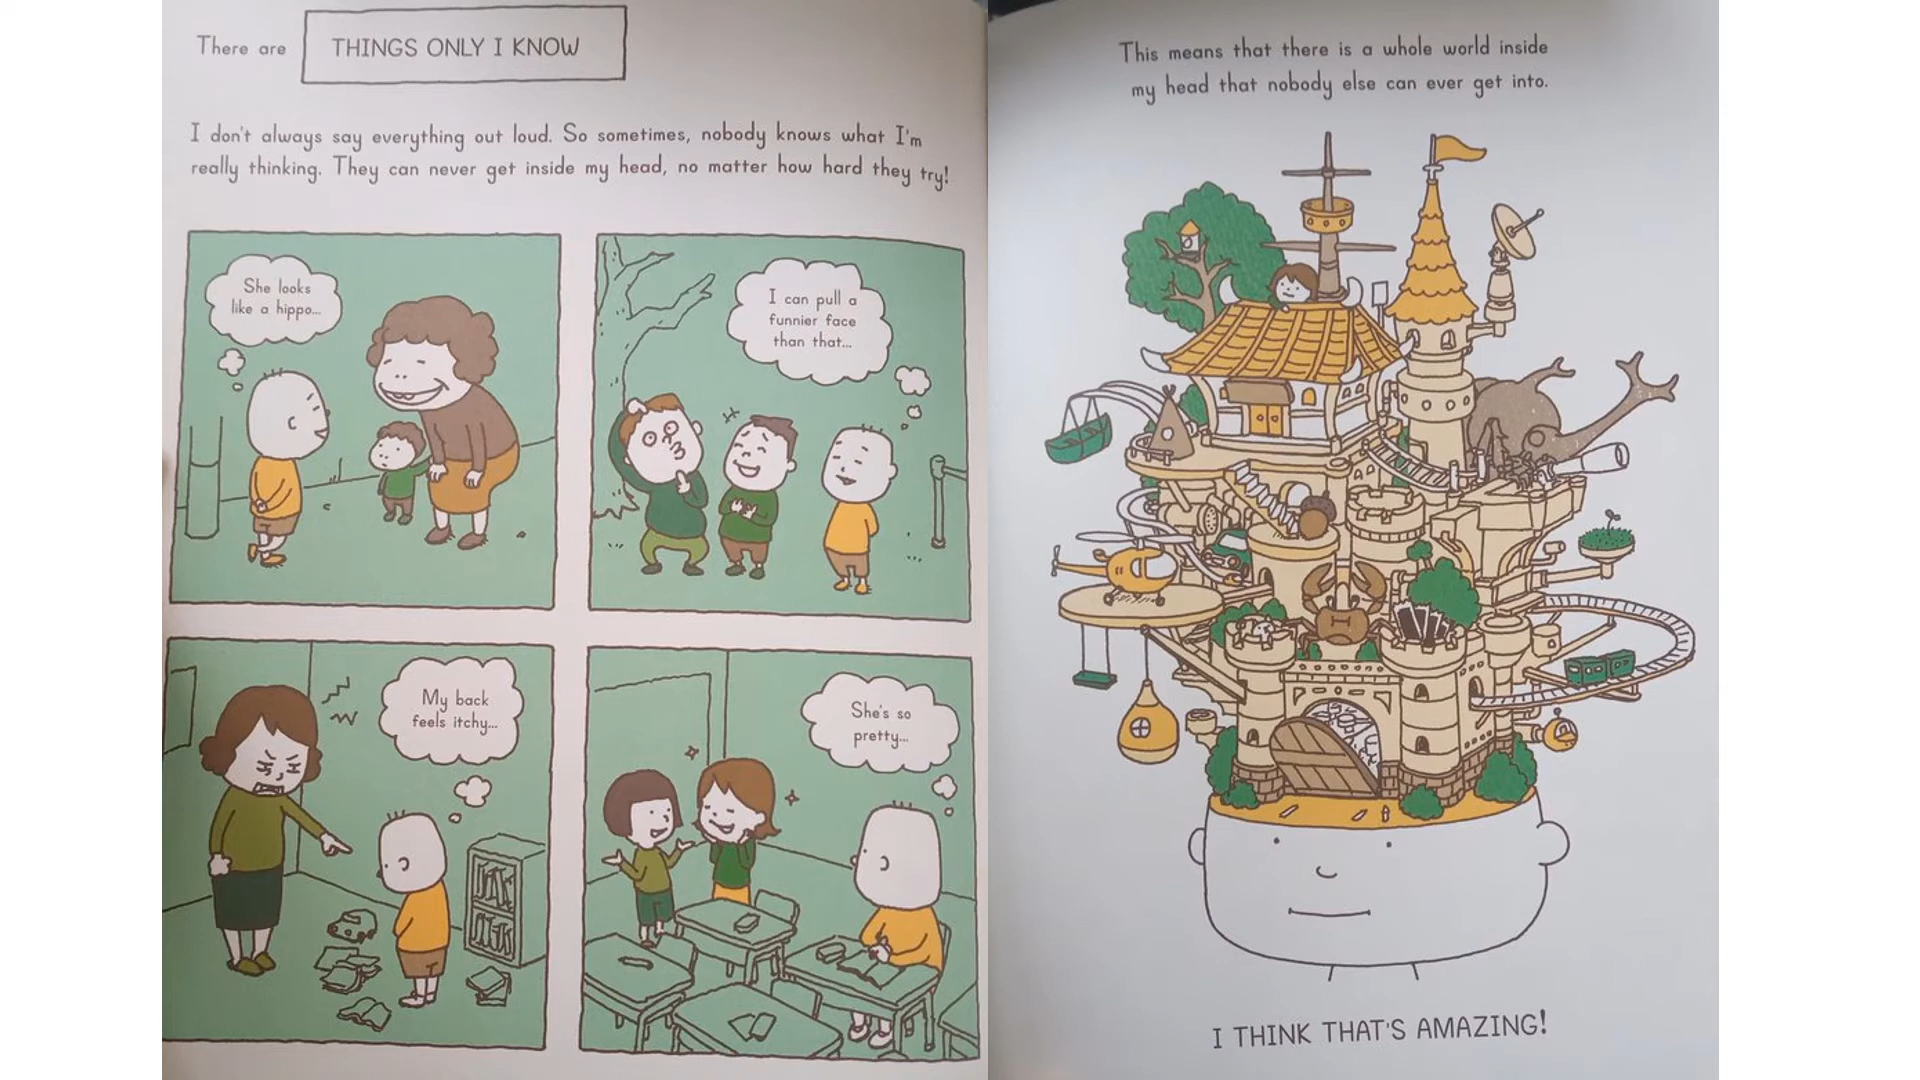 There are THINGS ONLY I KNOW
I don't always say everything out loud. So sometimes, nobody knows what I'm
really thinking. They can never get inside my head, no matter how hard they try!
She looks
like a hippo...
I can pull a
funnier face
than that...
My back
feels itchy...
She's so
pretty...
This means that there is a whole world inside
my head that nobody else can ever get into.
I THINK THAT'S AMAZING!